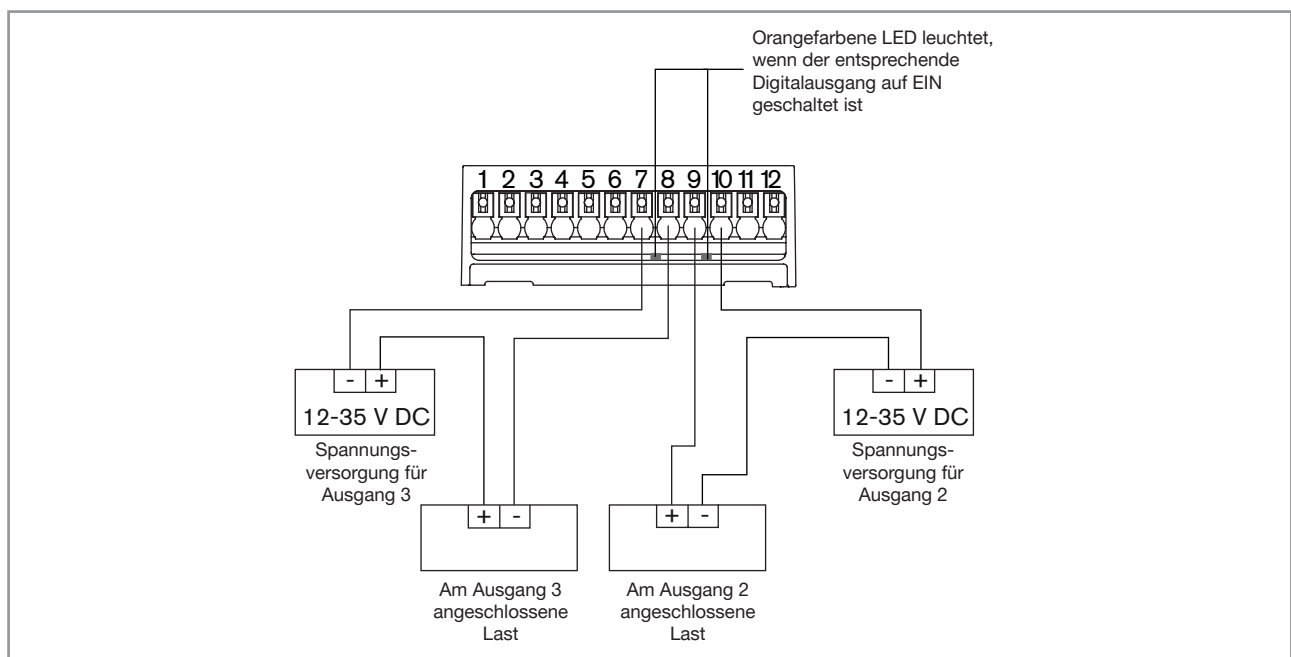 Orangefarbene LED leuchtet,
wenn der entsprechende
Digitalausgang auf EIN
geschaltet ist
1 2 3 4 5 6 7 8 9 10 11 12
- +
12-35 V DC
Spannungs-
versorgung für
Ausgang 3
- +
12-35 V DC
Spannungs-
versorgung für
Ausgang 2
+ -
Am Ausgang 3
angeschlossene
Last
+ -
Am Ausgang 2
angeschlossene
Last